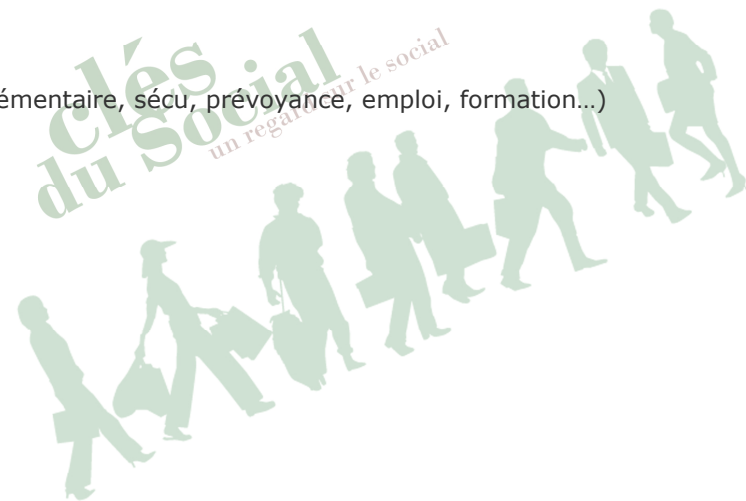 clés
du Social
un regard sur le social
émentaire, sécu, prévoyance, emploi, formation…)